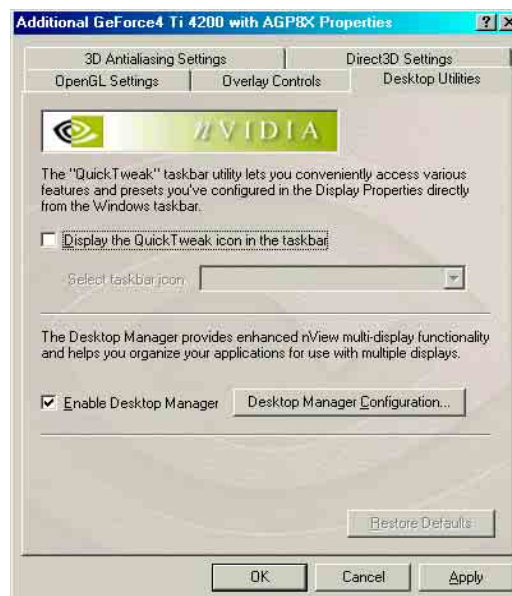 Additional GeForce4 Ti 4200 with AGP8X Properties
3D Antialiasing Settings
Direct3D Settings
OpenGL Settings
Overlay Controls
Desktop Utilities
nVIDIA
The "QuickTweak" taskbar utility lets you conveniently access various
features and presets you've configured in the Display Properties directly
from the Windows taskbar.
Display the QuickTweak icon in the taskbar
Select taskbar icon:
The Desktop Manager provides enhanced nView multi-display functionality
and helps you organize your applications for use with multiple displays.
Enable Desktop Manager
Desktop Manager Configuration...
Restore Defaults
OK
Cancel
Apply